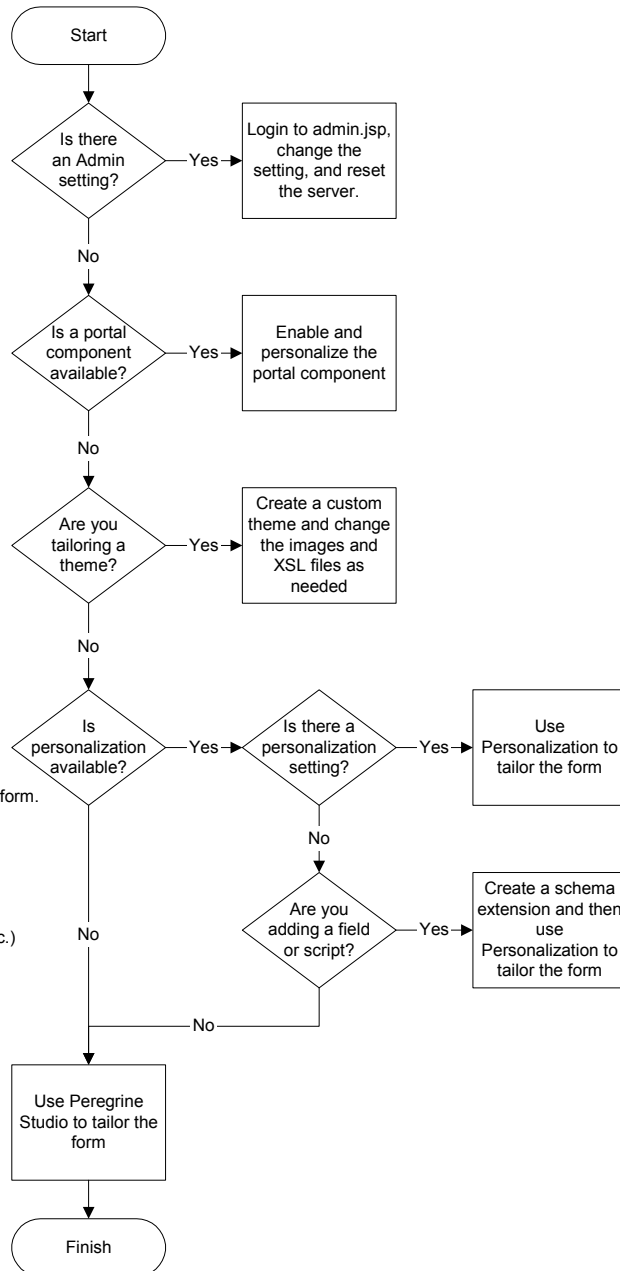 Start
Is there
an Admin
setting?
Yes
Login to admin.jsp,
change the
setting, and reset
the server.
No
Is a portal
component
available?
Yes
Enable and
personalize the
portal component
No
Are you
tailoring a
theme?
Yes
Create a custom
theme and change
the images and
XSL files as
needed
No
Is
personalization
available?
Yes
Is there a
personalization
setting?
Yes
Use
Personalization to
tailor the form
form.
No
Are you
adding a field
or script?
Yes
Create a schema
extension and then
use
Personalization to
tailor the form
c.)
No
No
Use Peregrine
Studio to tailor the
form
Finish